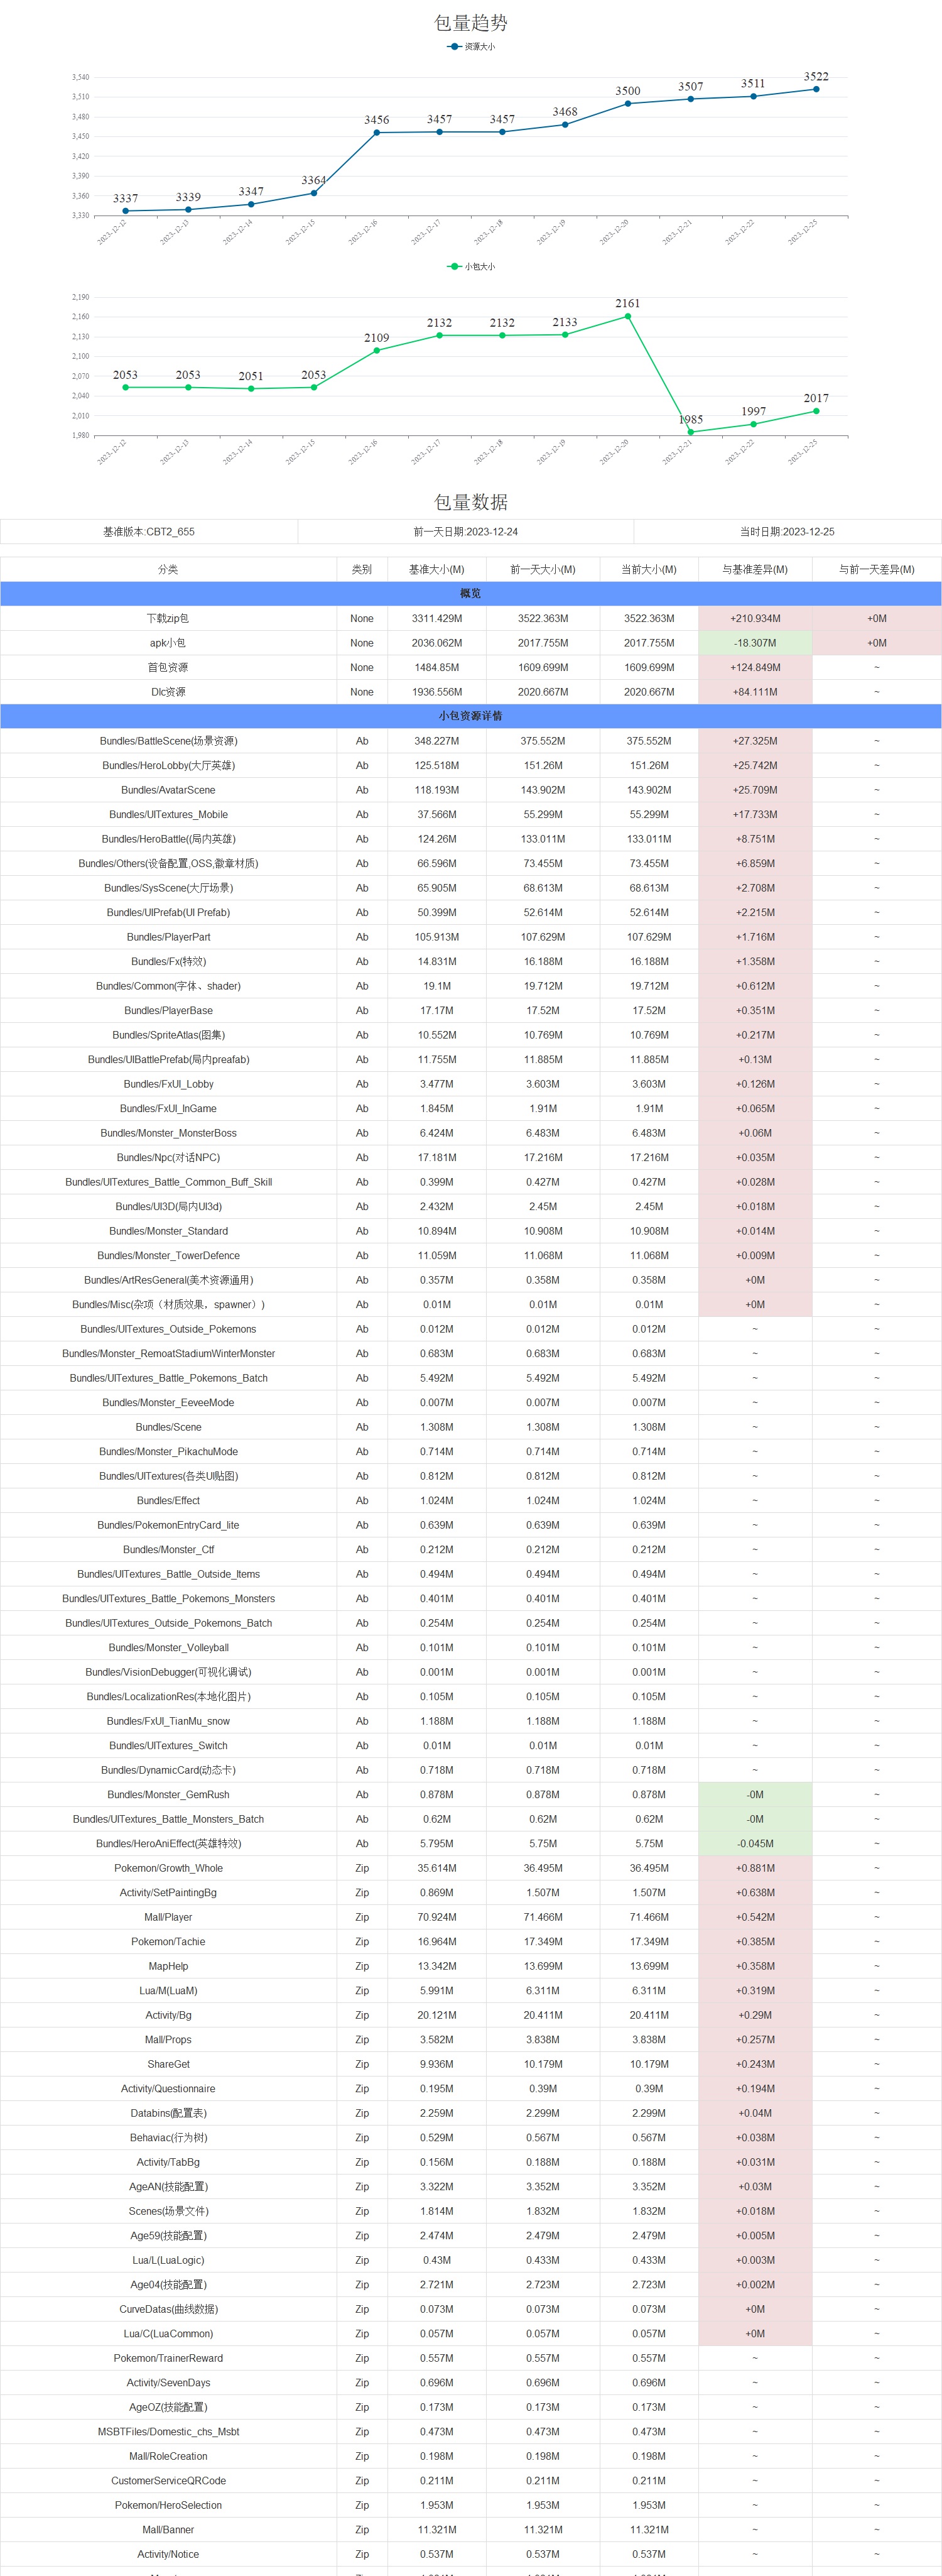 包量趋势
资源大小
3,540
3,510
3,480
3,450
3,420
3,390
3,360
3,330
3337
3339
3347
3364
3456
3457
3457
3468
3500
3507
3511
3522
2023-12-12
2023-12-13
2023-12-14
2023-12-15
2023-12-16
2023-12-17
2023-12-18
2023-12-19
2023-12-20
2023-12-21
2023-12-22
2023-12-25
小包大小
2,190
2,160
2,130
2,100
2,070
2,040
2,010
1,980
2053
2053
2051
2053
2109
2132
2132
2133
2161
1985
1997
2017
2023-12-12
2023-12-13
2023-12-14
2023-12-15
2023-12-16
2023-12-17
2023-12-18
2023-12-19
2023-12-20
2023-12-21
2023-12-22
2023-12-25
包量数据
基准版本:CBT2_655 前一天日期:2023-12-24 当时日期:2023-12-25
分类 类别 基准大小(M) 前一天大小(M) 当前大小(M) 与基准差异(M) 与前一天差异(M)
概览
下载zip包 None 3311.429M 3522.363M 3522.363M +210.934M +0M
apk小包 None 2036.062M 2017.755M 2017.755M -18.307M +0M
首包资源 None 1484.85M 1609.699M 1609.699M +124.849M ~
Dlc资源 None 1936.556M 2020.667M 2020.667M +84.111M ~
小包资源详情
Bundles/BattleScene(场景资源) Ab 348.227M 375.552M 375.552M +27.325M ~
Bundles/HeroLobby(大厅英雄) Ab 125.518M 151.26M 151.26M +25.742M ~
Bundles/AvatarScene Ab 118.193M 143.902M 143.902M +25.709M ~
Bundles/UITextures_Mobile Ab 37.566M 55.299M 55.299M +17.733M ~
Bundles/HeroBattle((局内英雄) Ab 124.26M 133.011M 133.011M +8.751M ~
Bundles/Others(设备配置,OSS,徽章材质) Ab 66.596M 73.455M 73.455M +6.859M ~
Bundles/SysScene(大厅场景) Ab 65.905M 68.613M 68.613M +2.708M ~
Bundles/UIPrefab(UI Prefab) Ab 50.399M 52.614M 52.614M +2.215M ~
Bundles/PlayerPart Ab 105.913M 107.629M 107.629M +1.716M ~
Bundles/Fx(特效) Ab 14.831M 16.188M 16.188M +1.358M ~
Bundles/Common(字体、shader) Ab 19.1M 19.712M 19.712M +0.612M ~
Bundles/PlayerBase Ab 17.17M 17.52M 17.52M +0.351M ~
Bundles/SpriteAtlas(图集) Ab 10.552M 10.769M 10.769M +0.217M ~
Bundles/UIBattlePrefab(局内preafab) Ab 11.755M 11.885M 11.885M +0.13M ~
Bundles/FxUI_Lobby Ab 3.477M 3.603M 3.603M +0.126M ~
Bundles/FxUI_InGame Ab 1.845M 1.91M 1.91M +0.065M ~
Bundles/Monster_MonsterBoss Ab 6.424M 6.483M 6.483M +0.06M ~
Bundles/Npc(对话NPC) Ab 17.181M 17.216M 17.216M +0.035M ~
Bundles/UITextures_Battle_Common_Buff_Skill Ab 0.399M 0.427M 0.427M +0.028M ~
Bundles/UI3D(局内UI3d) Ab 2.432M 2.45M 2.45M +0.018M ~
Bundles/Monster_Standard Ab 10.894M 10.908M 10.908M +0.014M ~
Bundles/Monster_TowerDefence Ab 11.059M 11.068M 11.068M +0.009M ~
Bundles/ArtResGeneral(美术资源通用) Ab 0.357M 0.358M 0.358M +0M ~
Bundles/Misc(杂项（材质效果，spawner）) Ab 0.01M 0.01M 0.01M +0M ~
Bundles/UITextures_Outside_Pokemons Ab 0.012M 0.012M 0.012M ~ ~
Bundles/Monster_RemoatStadiumWinterMonster Ab 0.683M 0.683M 0.683M ~ ~
Bundles/UITextures_Battle_Pokemons_Batch Ab 5.492M 5.492M 5.492M ~ ~
Bundles/Monster_EeveeMode Ab 0.007M 0.007M 0.007M ~ ~
Bundles/Scene Ab 1.308M 1.308M 1.308M ~ ~
Bundles/Monster_PikachuMode Ab 0.714M 0.714M 0.714M ~ ~
Bundles/UITextures(各类UI贴图) Ab 0.812M 0.812M 0.812M ~ ~
Bundles/Effect Ab 1.024M 1.024M 1.024M ~ ~
Bundles/PokemonEntryCard_lite Ab 0.639M 0.639M 0.639M ~ ~
Bundles/Monster_Ctf Ab 0.212M 0.212M 0.212M ~ ~
Bundles/UITextures_Battle_Outside_Items Ab 0.494M 0.494M 0.494M ~ ~
Bundles/UITextures_Battle_Pokemons_Monsters Ab 0.401M 0.401M 0.401M ~ ~
Bundles/UITextures_Outside_Pokemons_Batch Ab 0.254M 0.254M 0.254M ~ ~
Bundles/Monster_Volleyball Ab 0.101M 0.101M 0.101M ~ ~
Bundles/VisionDebugger(可视化调试) Ab 0.001M 0.001M 0.001M ~ ~
Bundles/LocalizationRes(本地化图片) Ab 0.105M 0.105M 0.105M ~ ~
Bundles/FxUI_TianMu_snow Ab 1.188M 1.188M 1.188M ~ ~
Bundles/UITextures_Switch Ab 0.01M 0.01M 0.01M ~ ~
Bundles/DynamicCard(动态卡) Ab 0.718M 0.718M 0.718M ~ ~
Bundles/Monster_GemRush Ab 0.878M 0.878M 0.878M -0M ~
Bundles/UITextures_Battle_Monsters_Batch Ab 0.62M 0.62M 0.62M -0M ~
Bundles/HeroAniEffect(英雄特效) Ab 5.795M 5.75M 5.75M -0.045M ~
Pokemon/Growth_Whole Zip 35.614M 36.495M 36.495M +0.881M ~
Activity/SetPaintingBg Zip 0.869M 1.507M 1.507M +0.638M ~
Mall/Player Zip 70.924M 71.466M 71.466M +0.542M ~
Pokemon/Tachie Zip 16.964M 17.349M 17.349M +0.385M ~
MapHelp Zip 13.342M 13.699M 13.699M +0.358M ~
Lua/M(LuaM) Zip 5.991M 6.311M 6.311M +0.319M ~
Activity/Bg Zip 20.121M 20.411M 20.411M +0.29M ~
Mall/Props Zip 3.582M 3.838M 3.838M +0.257M ~
ShareGet Zip 9.936M 10.179M 10.179M +0.243M ~
Activity/Questionnaire Zip 0.195M 0.39M 0.39M +0.194M ~
Databins(配置表) Zip 2.259M 2.299M 2.299M +0.04M ~
Behaviac(行为树) Zip 0.529M 0.567M 0.567M +0.038M ~
Activity/TabBg Zip 0.156M 0.188M 0.188M +0.031M ~
AgeAN(技能配置) Zip 3.322M 3.352M 3.352M +0.03M ~
Scenes(场景文件) Zip 1.814M 1.832M 1.832M +0.018M ~
Age59(技能配置) Zip 2.474M 2.479M 2.479M +0.005M ~
Lua/L(LuaLogic) Zip 0.43M 0.433M 0.433M +0.003M ~
Age04(技能配置) Zip 2.721M 2.723M 2.723M +0.002M ~
CurveDatas(曲线数据) Zip 0.073M 0.073M 0.073M +0M ~
Lua/C(LuaCommon) Zip 0.057M 0.057M 0.057M +0M ~
Pokemon/TrainerReward Zip 0.557M 0.557M 0.557M ~ ~
Activity/SevenDays Zip 0.696M 0.696M 0.696M ~ ~
AgeOZ(技能配置) Zip 0.173M 0.173M 0.173M ~ ~
MSBTFiles/Domestic_chs_Msbt Zip 0.473M 0.473M 0.473M ~ ~
Mall/RoleCreation Zip 0.198M 0.198M 0.198M ~ ~
CustomerServiceQRCode Zip 0.211M 0.211M 0.211M ~ ~
Pokemon/HeroSelection Zip 1.953M 1.953M 1.953M ~ ~
Mall/Banner Zip 11.321M 11.321M 11.321M ~ ~
Activity/Notice Zip 0.537M 0.537M 0.537M ~ ~